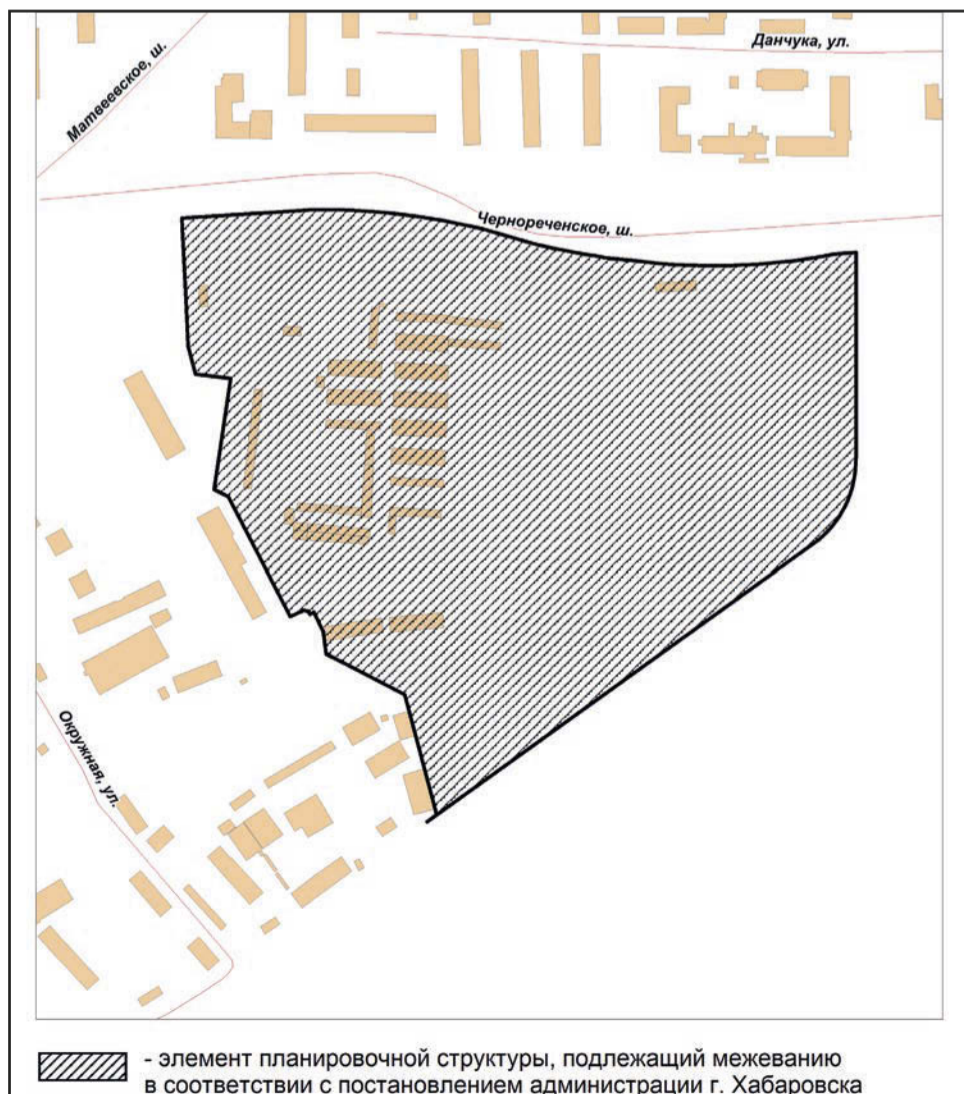 Данчука, ул.
Матвеевское, ш.
Чернореченское, ш.
Окружная, ул.
- элемент планировочной структуры, подлежащий межеванию
в соответствии с постановлением администрации г. Хабаровска